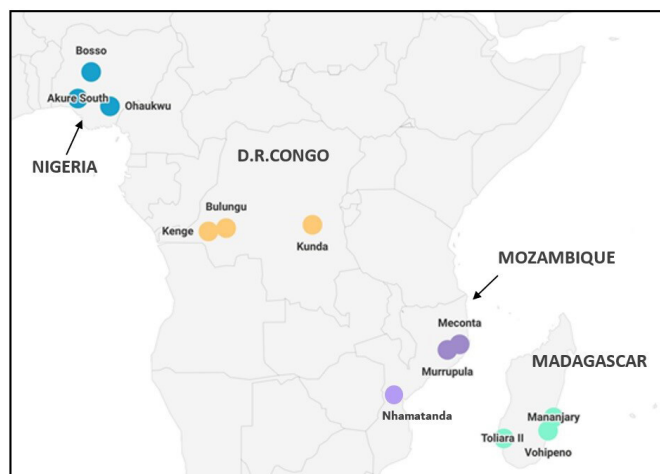 Bosso
Akure South
Ohaukwu
NIGERIA
D.R.CONGO
Bulungu
Kenge
Kunda
MOZAMBIQUE
Meconta
Murrupula
MADAGASCAR
Nhamatanda
Mananjary
Toliara II
Vohipeno